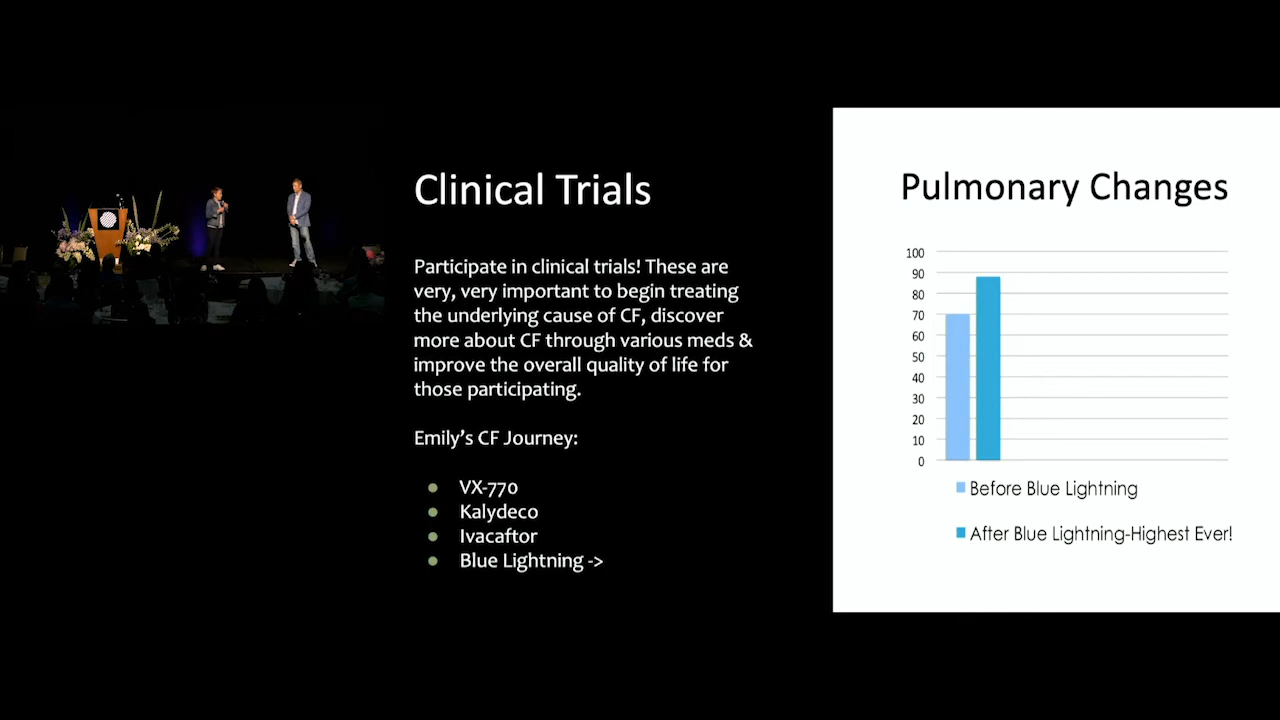 Clinical Trials
Participate in clinical trials! These are
very, very important to begin treating
the underlying cause of CF, discover
more about CF through various meds &
improve the overall quality of life for
those participating.
Emily's CF Journey:
VX-770
Kalydeco
Ivacaftor
Blue Lightning ->
Pulmonary Changes
100
90
80
70
60
50
40
30
20
10
0
Before Blue Lightning
After Blue Lightning-Highest Ever!